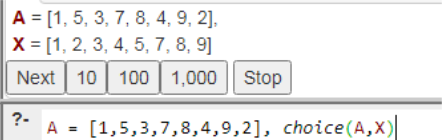 A = [1, 5, 3, 7, 8, 4, 9, 2],
X = [1, 2, 3, 4, 5, 7, 8, 9]
Next 10 100 1,000 Stop
?- A = [1,5,3,7,8,4,9,2], choice(A,X)